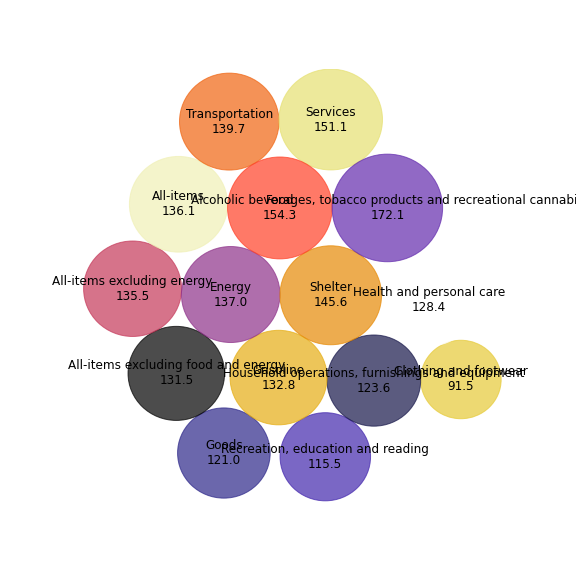 Transportation
139.7
Services
151.1
All-items
136.1
Food
154.3
Alcoholic beverages, tobacco products and recreational cannabi
172.1
All-items excluding energy
135.5
Energy
137.0
Shelter
145.6
Health and personal care
128.4
All-items excluding food and energy
131.5
Gasoline
132.8
Household operations, furnishings and equipment
123.6
Clothing and footwear
91.5
Goods
121.0
Recreation, education and reading
115.5